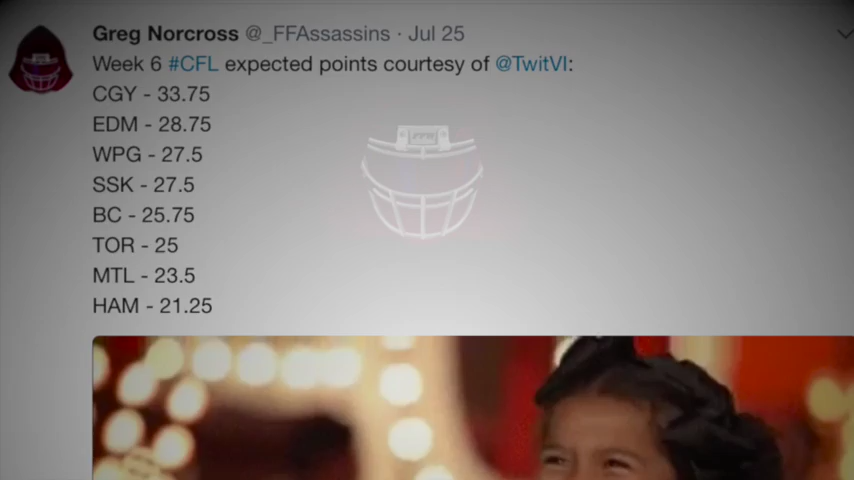 Greg Norcross @_FFAssassins · Jul 25
Week 6 #CFL expected points courtesy of @TwitVI:
CGY - 33.75
EDM - 28.75
WPG - 27.5
SSK - 27.5
BC - 25.75
TOR - 25
MTL - 23.5
HAM - 21.25